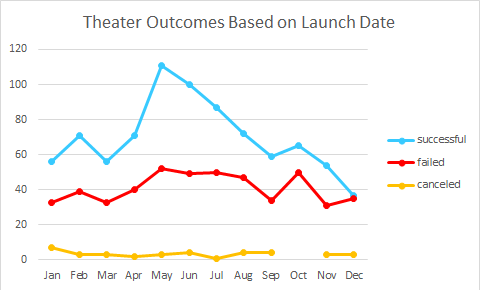 Theater Outcomes Based on Launch Date
120
100
80
60
40
20
0
Jan Feb Mar Apr May Jun Jul Aug Sep Oct Nov Dec
successful
failed
canceled